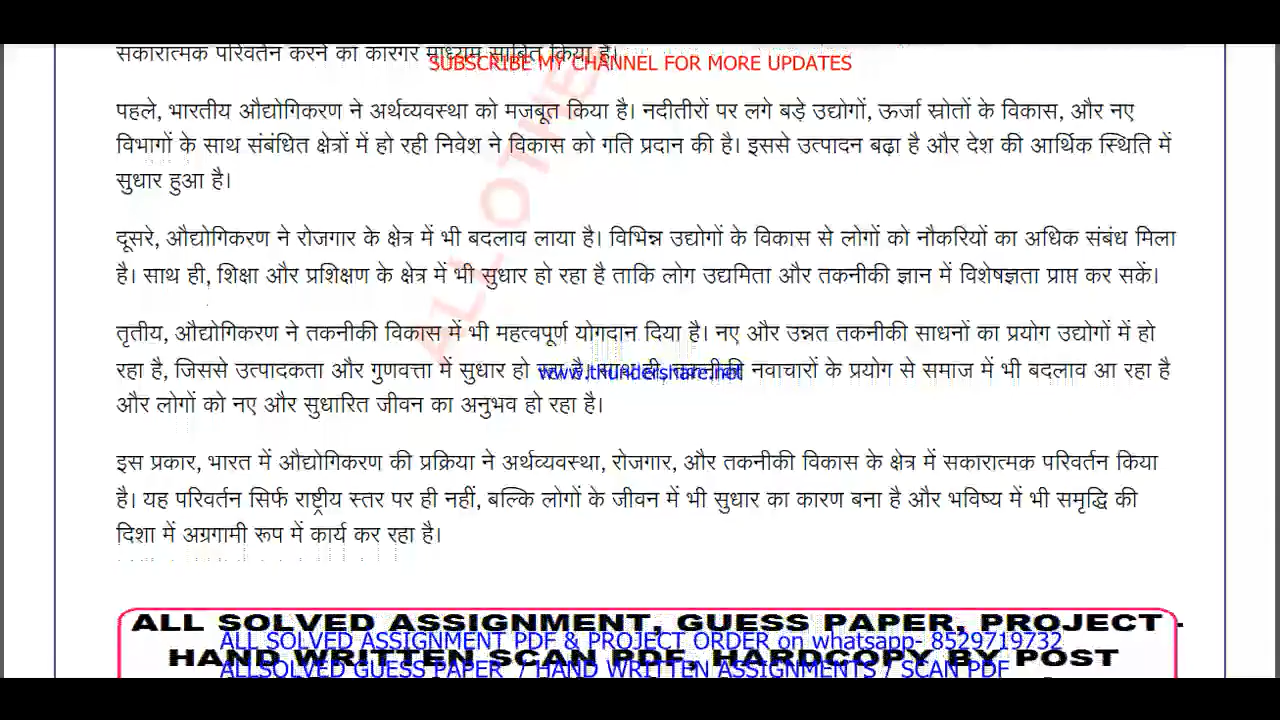 सकारात्मक परिवर्तन करने का कारगर माध्यम साबित किया है।
SUBSCRIBE MY CHANNEL FOR MORE UPDATES
पहले, भारतीय औद्योगिकरण ने अर्थव्यवस्था को मजबूत किया है। नदीतीरों पर लगे बड़े उद्योगों, ऊर्जा स्रोतों के विकास, और नए
विभागों के साथ संबंधित क्षेत्रों में हो रही निवेश ने विकास को गति प्रदान की है। इससे उत्पादन बढ़ा है और देश की आर्थिक स्थिति में
सुधार हुआ है।
दूसरे, औद्योगिकरण ने रोजगार के क्षेत्र में भी बदलाव लाया है। विभिन्न उद्योगों के विकास से लोगों को नौकरियों का अधिक संबंध मिला
है। साथ ही, शिक्षा और प्रशिक्षण के क्षेत्र में भी सुधार हो रहा है ताकि लोग उद्यमिता और तकनीकी ज्ञान में विशेषज्ञता प्राप्त कर सकें।
तृतीय, औद्योगिकरण ने तकनीकी विकास में भी महत्वपूर्ण योगदान दिया है। नए और उन्नत तकनीकी साधनों का प्रयोग उद्योगों में हो
रहा है, जिससे उत्पादकता और गुणवत्ता में सुधार हो रहा है। साथ ही, तकनीकी नवाचारों के प्रयोग से समाज में भी बदलाव आ रहा है
www.thundershare.net
और लोगों को नए और सुधारित जीवन का अनुभव हो रहा है।
इस प्रकार, भारत में औद्योगिकरण की प्रक्रिया ने अर्थव्यवस्था, रोजगार, और तकनीकी विकास के क्षेत्र में सकारात्मक परिवर्तन किया
है। यह परिवर्तन सिर्फ राष्ट्रीय स्तर पर ही नहीं, बल्कि लोगों के जीवन में भी सुधार का कारण बना है और भविष्य में भी समृद्धि की
दिशा में अग्रगामी रूप में कार्य कर रहा है।
ALL SOLVED ASSIGNMENT, GUESS PAPER, PROJECT -
ALL SOLVED ASSIGNMENT PDF & PROJECT ORDER on whatsapp- 8529719732
HAND WRITTEN SCAN PDF, HARDCOPY BY POST
ALLSOLVED GUESS PAPER / HAND WRITTEN ASSIGNMENTS / SCAN PDF